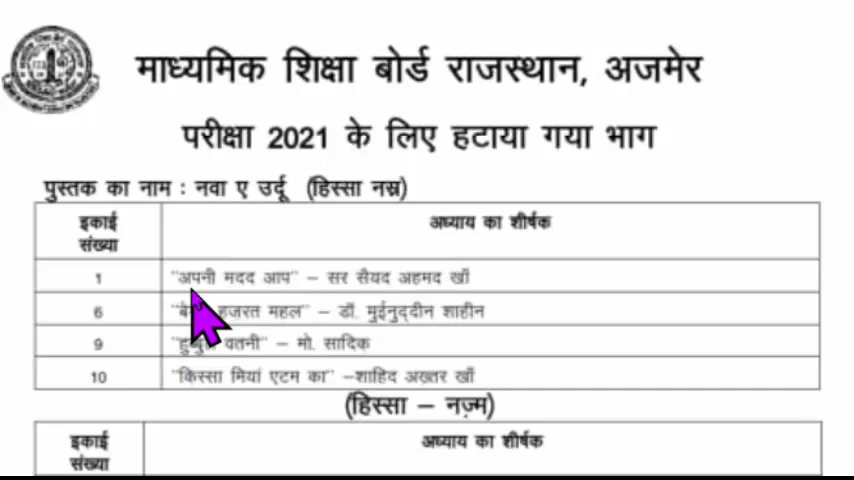 माध्यमिक शिक्षा बोर्ड राजस्थान, अजमेर
परीक्षा 2021 के लिए हटाया गया भाग
पुस्तक का नाम : नवा ए उर्दू (हिस्सा नस्र)
इकाई संख्या अध्याय का शीर्षक
1 "अपनी मदद आप" – सर सैयद अहमद खाँ
6 हजरत महल" – डॉ. मुईनुद्दीन शाहीन
9 वतनी" – मो. सादिक
10 "किस्सा मियां एटम का" –शाहिद अख्तर खाँ
(हिस्सा – नज़्म)
इकाई संख्या अध्याय का शीर्षक